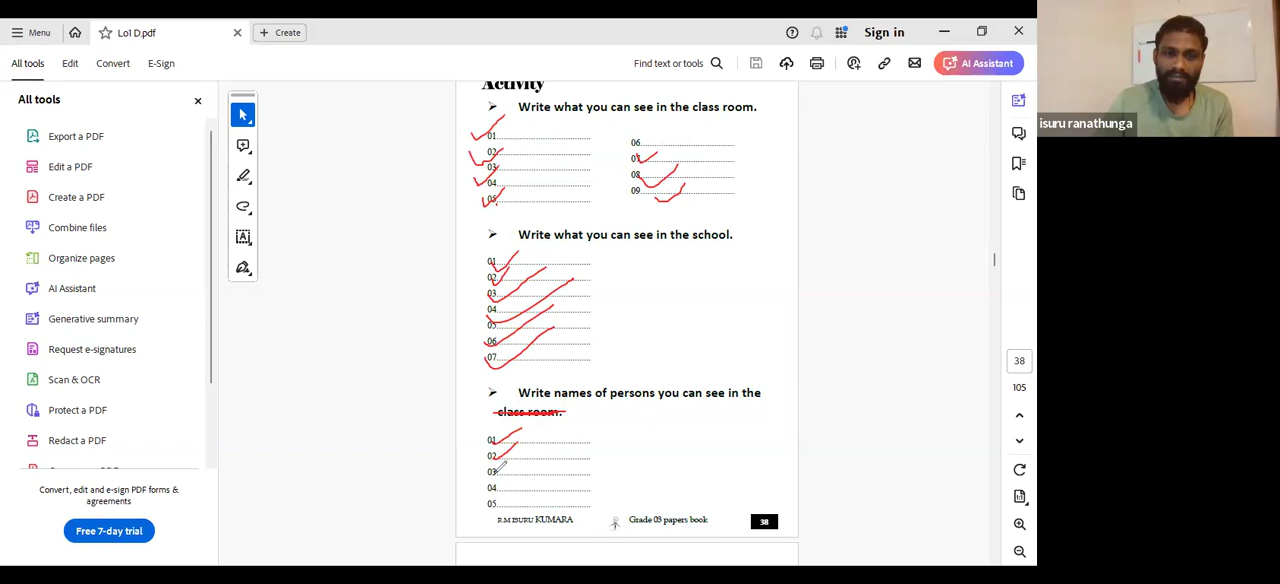 Menu
Lo1 D.pdf
Create
Sign in
All tools
Edit
Convert
E-Sign
Find text or tools
AI Assistant
All tools
Export a PDF
Edit a PDF
Create a PDF
Combine files
Organize pages
AI Assistant
Generative summary
Request e-signatures
Scan & OCR
Protect a PDF
Redact a PDF
Convert, edit and e-sign PDF forms &
agreements
Free 7-day trial
Activity
Write what you can see in the class room.
01
02
03
04
05
06
07
08
09
Write what you can see in the school.
01
02
03
04
05
06
07
Write names of persons you can see in the
class room.
01
02
03
04
05
R.M ISURU KUMARA
Grade 03 papers book
38
38
105
isuru ranathunga